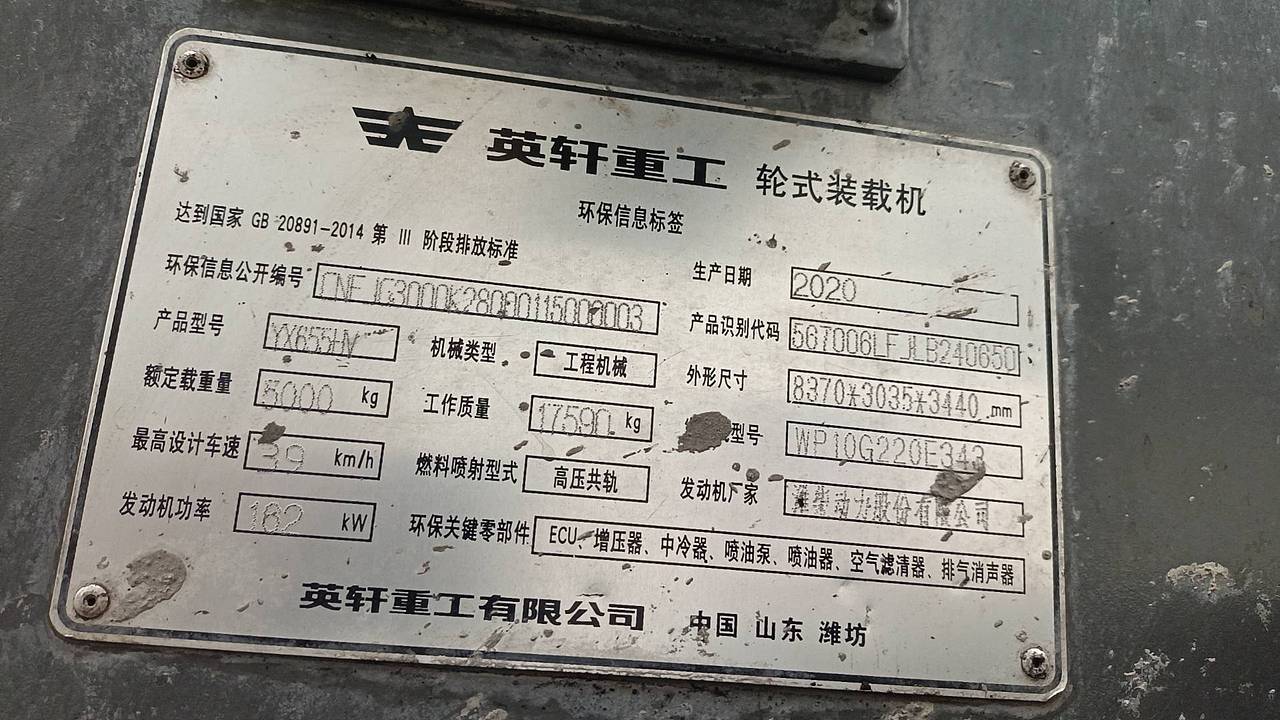 英轩重工 轮式装载机
环保信息标签
达到国家 GB 20891-2014 第 III 阶段排放标准
环保信息公开编号 CNFJG3000K28080115008003 生产日期 2020
产品型号 YX655HV 机械类型 工程机械 产品识别代码 567006LFJLB240650
额定载重量 5000 kg 工作质量 17590 kg 外形尺寸 8370*3035*3440 mm
最高设计车速 39 km/h 燃料喷射型式 高压共轨 型号 WP10G220E343
发动机功率 162 kW 环保关键零部件 ECU、增压器、中冷器、喷油泵、喷油器、空气滤清器、排气消声器 发动机厂家 潍柴动力股份有限公司
英轩重工有限公司 中国 山东 潍坊